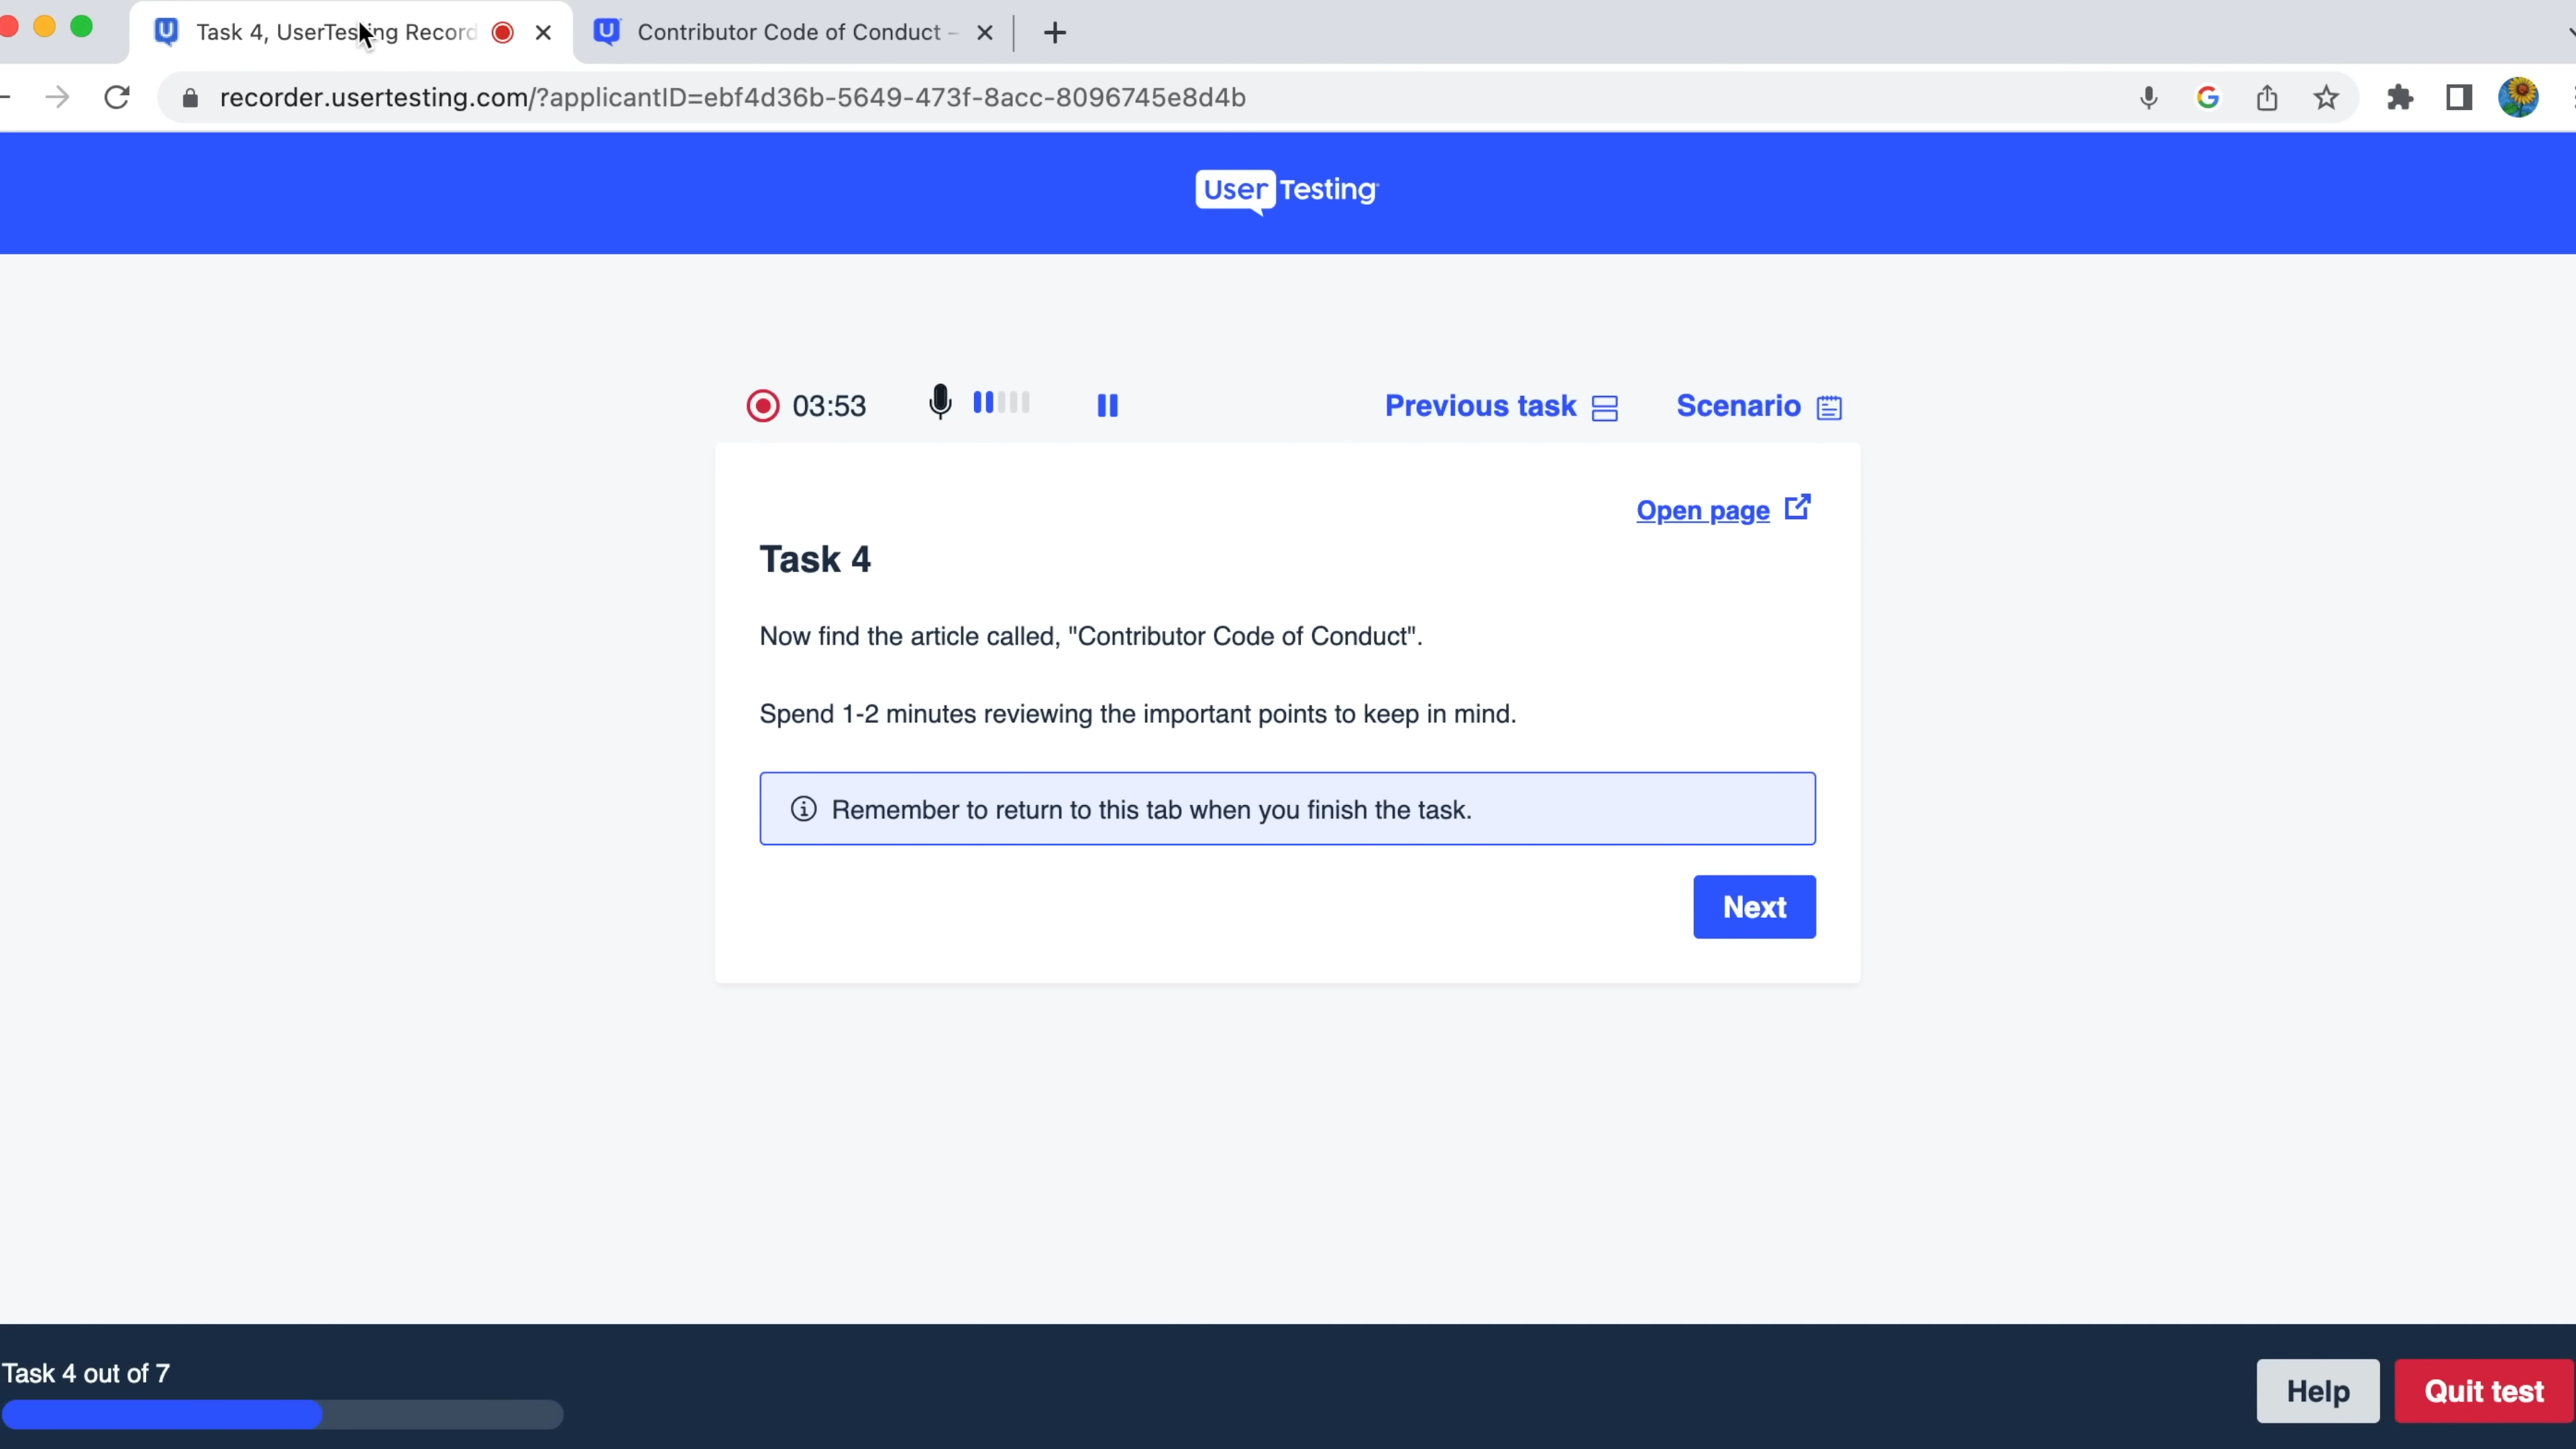 Task 4, UserTesting Record
Contributor Code of Conduct -
recorder.usertesting.com/?applicantID=ebf4d36b-5649-473f-8acc-8096745e8d4b
UserTesting
03:53
Previous task
Scenario
Open page
Task 4
Now find the article called, "Contributor Code of Conduct".
Spend 1-2 minutes reviewing the important points to keep in mind.
Remember to return to this tab when you finish the task.
Next
Task 4 out of 7
Help
Quit test